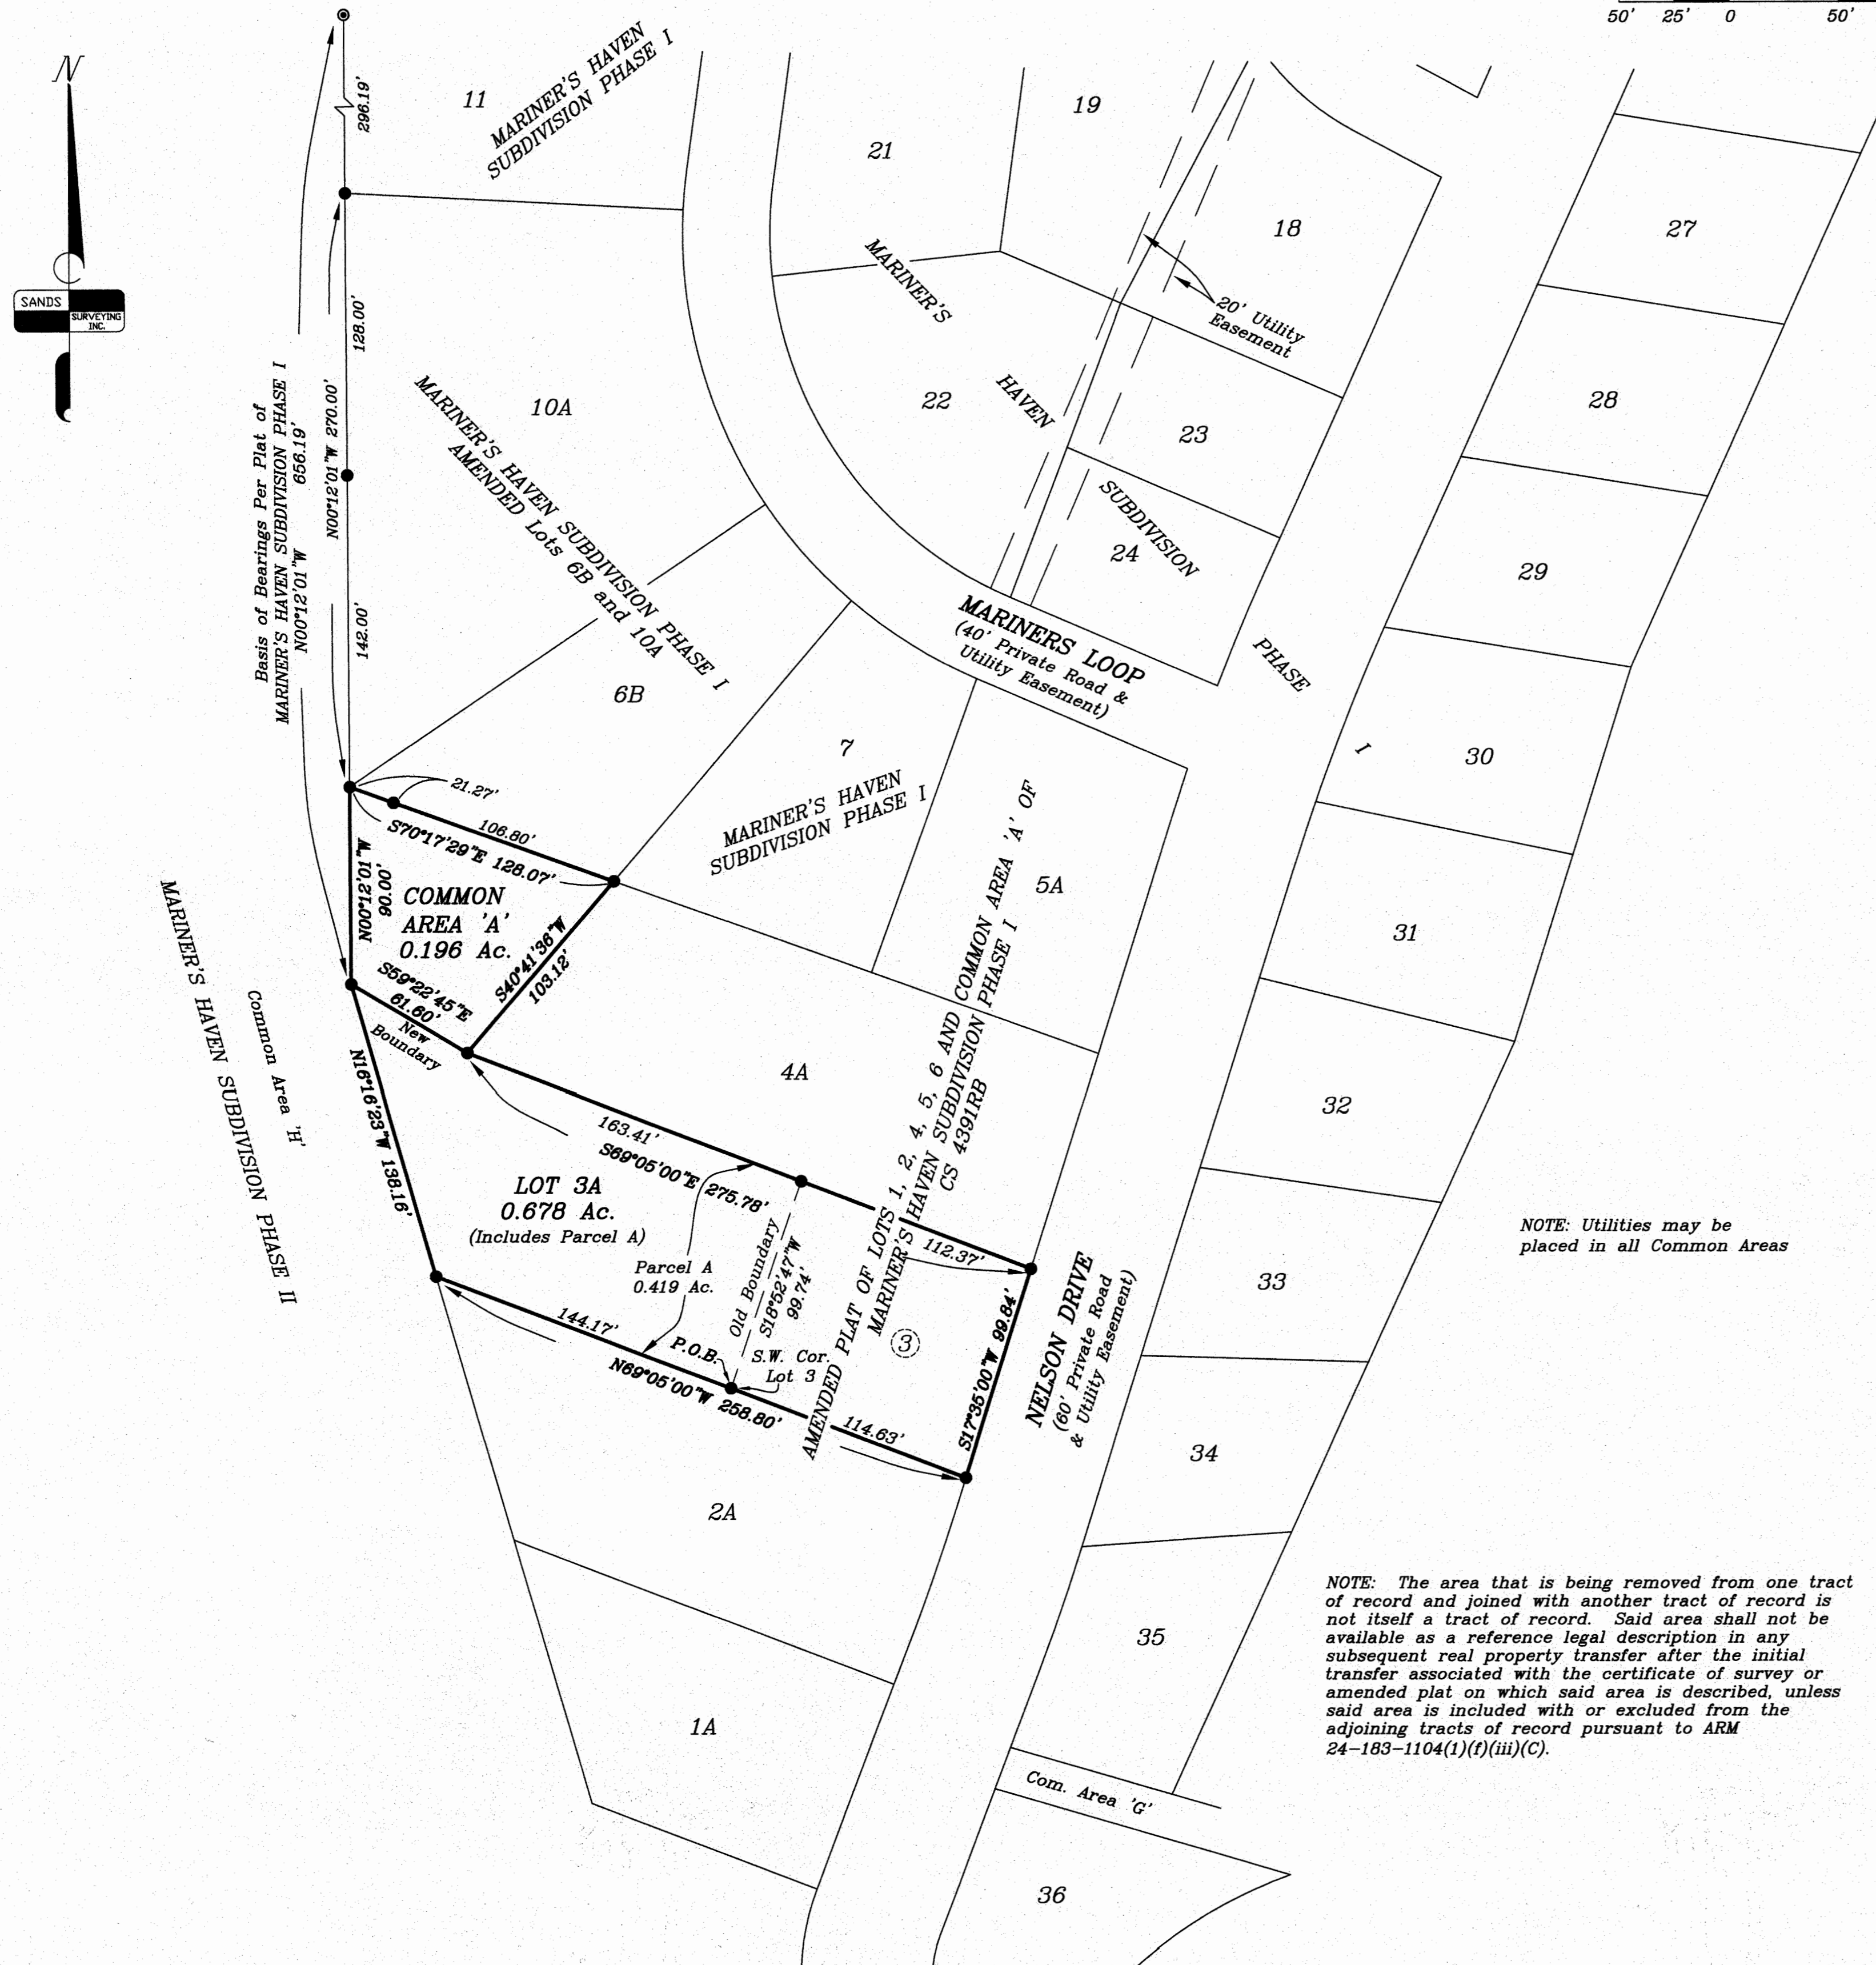 50' 25' 0 50'
N
SANDS
SURVEYING
INC.
296.19'
11
MARINER'S HAVEN
SUBDIVISION PHASE I
21
19
18
27
MARINER'S
HAVEN
SUBDIVISION
PHASE
I
20' Utility
Easement
128.00'
Basis of Bearings Per Plat of
MARINER'S HAVEN SUBDIVISION PHASE I
N00°12'01"W 656.19'
N00°12'01"W 270.00'
142.00'
10A
MARINER'S HAVEN SUBDIVISION PHASE I
AMENDED Lots 6B and 10A
22
23
28
24
29
MARINERS LOOP
(40' Private Road &
Utility Easement)
6B
7
MARINER'S HAVEN
SUBDIVISION PHASE I
30
21.27'
106.80'
S70°17'29"E 128.07'
N00°12'01"W
90.00'
COMMON
AREA 'A'
0.196 Ac.
S40°41'36"W
103.12'
S59°22'45"E
61.60'
New
Boundary
5A
31
MARINER'S HAVEN SUBDIVISION PHASE II
Common Area 'H'
N16°16'23"W 138.16'
4A
32
AMENDED PLAT OF LOTS 1, 2, 4, 5, 6 AND COMMON AREA 'A' OF
MARINER'S HAVEN SUBDIVISION PHASE I
CS 4391RB
163.41'
S69°05'00"E 275.78'
LOT 3A
0.678 Ac.
(Includes Parcel A)
Parcel A
0.419 Ac.
Old Boundary
S18°52'47"W
99.74'
112.37'
NOTE: Utilities may be
placed in all Common Areas
33
144.17'
P.O.B.
S.W. Cor.
Lot 3
3
N69°05'00"W 258.80'
114.63'
S17°35'00"W 99.84'
NELSON DRIVE
(60' Private Road
& Utility Easement)
34
2A
35
NOTE: The area that is being removed from one tract
of record and joined with another tract of record is
not itself a tract of record. Said area shall not be
available as a reference legal description in any
subsequent real property transfer after the initial
transfer associated with the certificate of survey or
amended plat on which said area is described, unless
said area is included with or excluded from the
adjoining tracts of record pursuant to ARM
24-183-1104(1)(f)(iii)(C).
1A
Com. Area 'G'
36